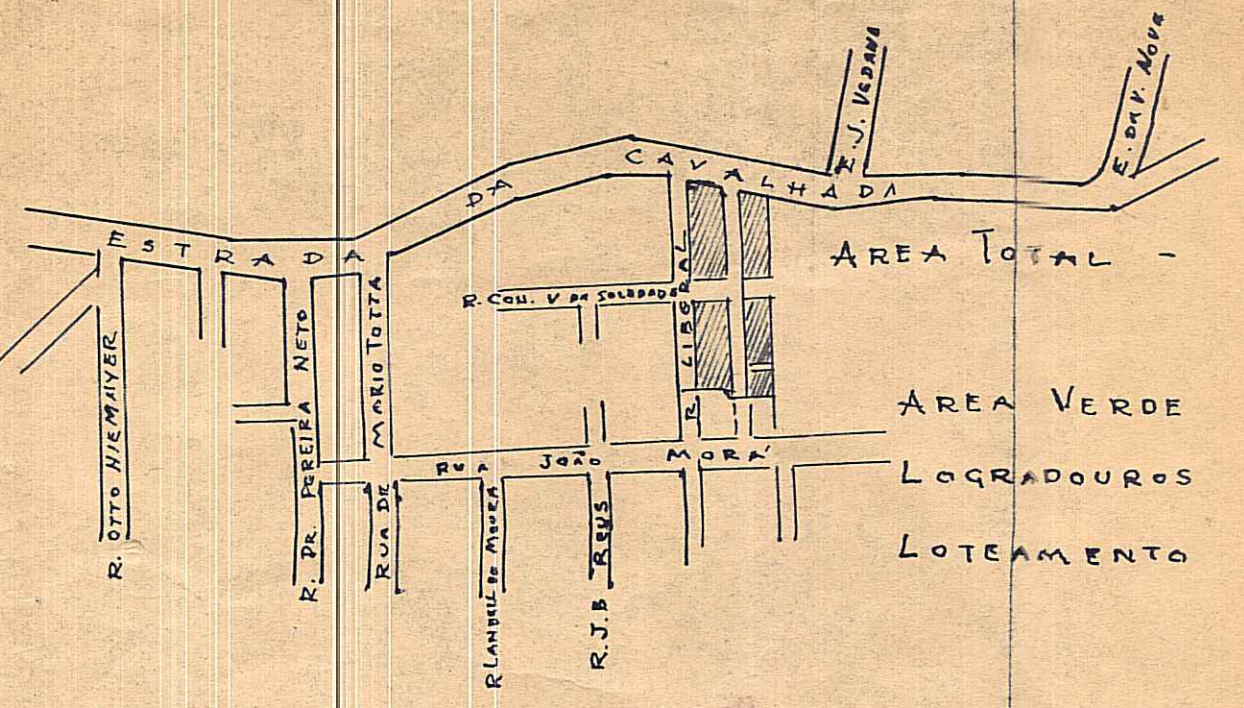 ESTRADA DA CAVALHADA
E. J. VEDANA
E. DA V. NOVA
AREA TOTAL -
R. OTTO NIEMAYER
R. DR. PEREIRA NETO
RUA DR MARIO TOTTA
R. CON. V DA SOLEDADE
R LIBERAL
RUA JOÃO MORÁ
R LANDELL DE MOURA
R. J. B REUS
AREA VERDE
LOGRADOUROS
LOTEAMENTO